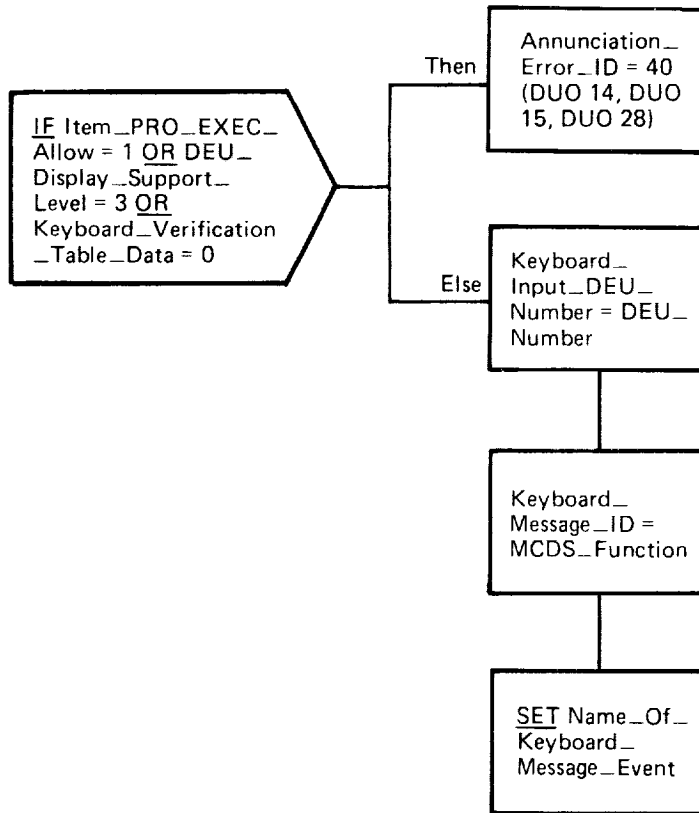 IF Item_PRO_EXEC_
Allow = 1 OR DEU_
Display_Support_
Level = 3 OR
Keyboard_Verification
_Table_Data = 0
Then
Annunciation_
Error_ID = 40
(DUO 14, DUO
15, DUO 28)
Else
Keyboard_
Input_DEU_
Number = DEU_
Number
Keyboard_
Message_ID =
MCDS_Function
SET Name_Of_
Keyboard_
Message_Event